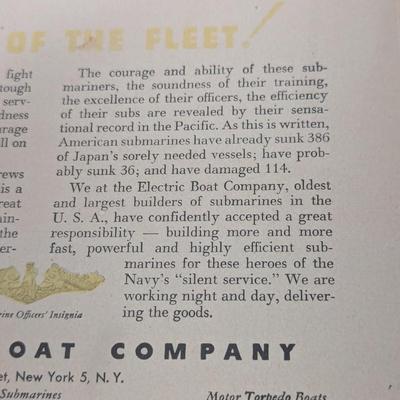 OF THE FLEET!
fight
tough
serv-
dness
urage
ll on
ews
is a
reat
ain-
the
er-
The courage and ability of these sub-
mariners, the soundness of their training,
the excellence of their officers, the efficiency
of their subs are revealed by their sensa-
tional record in the Pacific. As this is written,
American submarines have already sunk 386
of Japan's sorely needed vessels; have prob-
ably sunk 36; and have damaged 114.
We at the Electric Boat Company, oldest
and largest builders of submarines in the
U. S. A., have confidently accepted a great
responsibility — building more and more
fast, powerful and highly efficient sub-
marines for these heroes of the
Navy's “silent service.” We are
working night and day, deliver-
ing the goods.
rine Officers' Insignia
OAT COMPANY
et, New York 5, N. Y.
Submarines
Motor Torpedo Boats